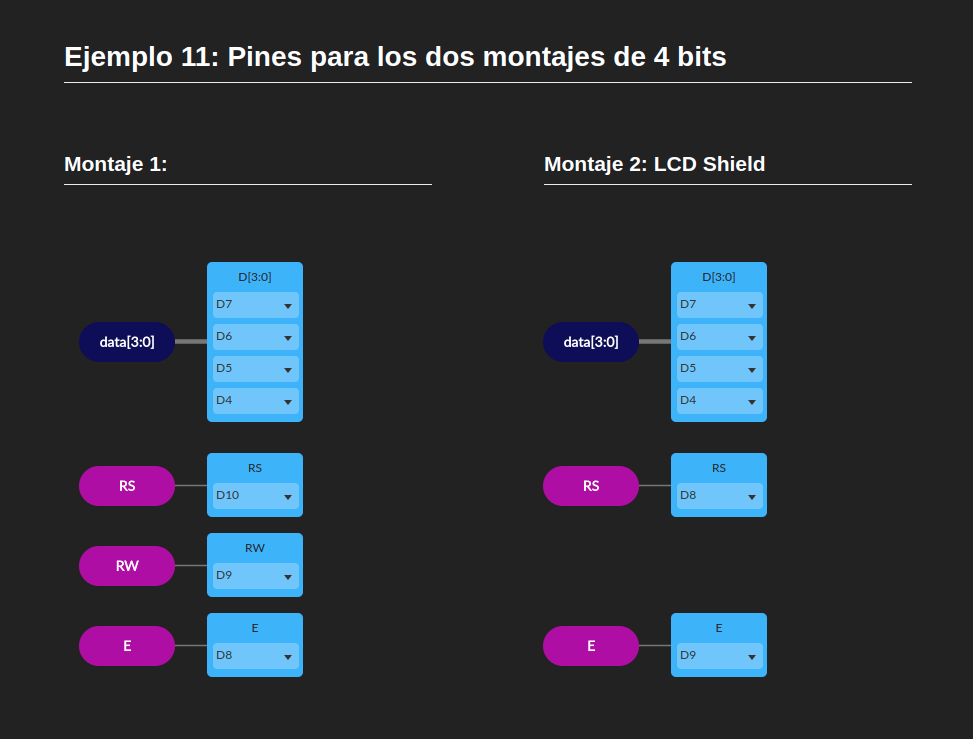 Ejemplo 11: Pines para los dos montajes de 4 bits
Montaje 1:
D[3:0]
D7
data[3:0]
D6
D5
D4
RS
RS
D10
RW
RW
D9
E
E
D8
Montaje 2: LCD Shield
D[3:0]
D7
data[3:0]
D6
D5
D4
RS
RS
D8
E
E
D9